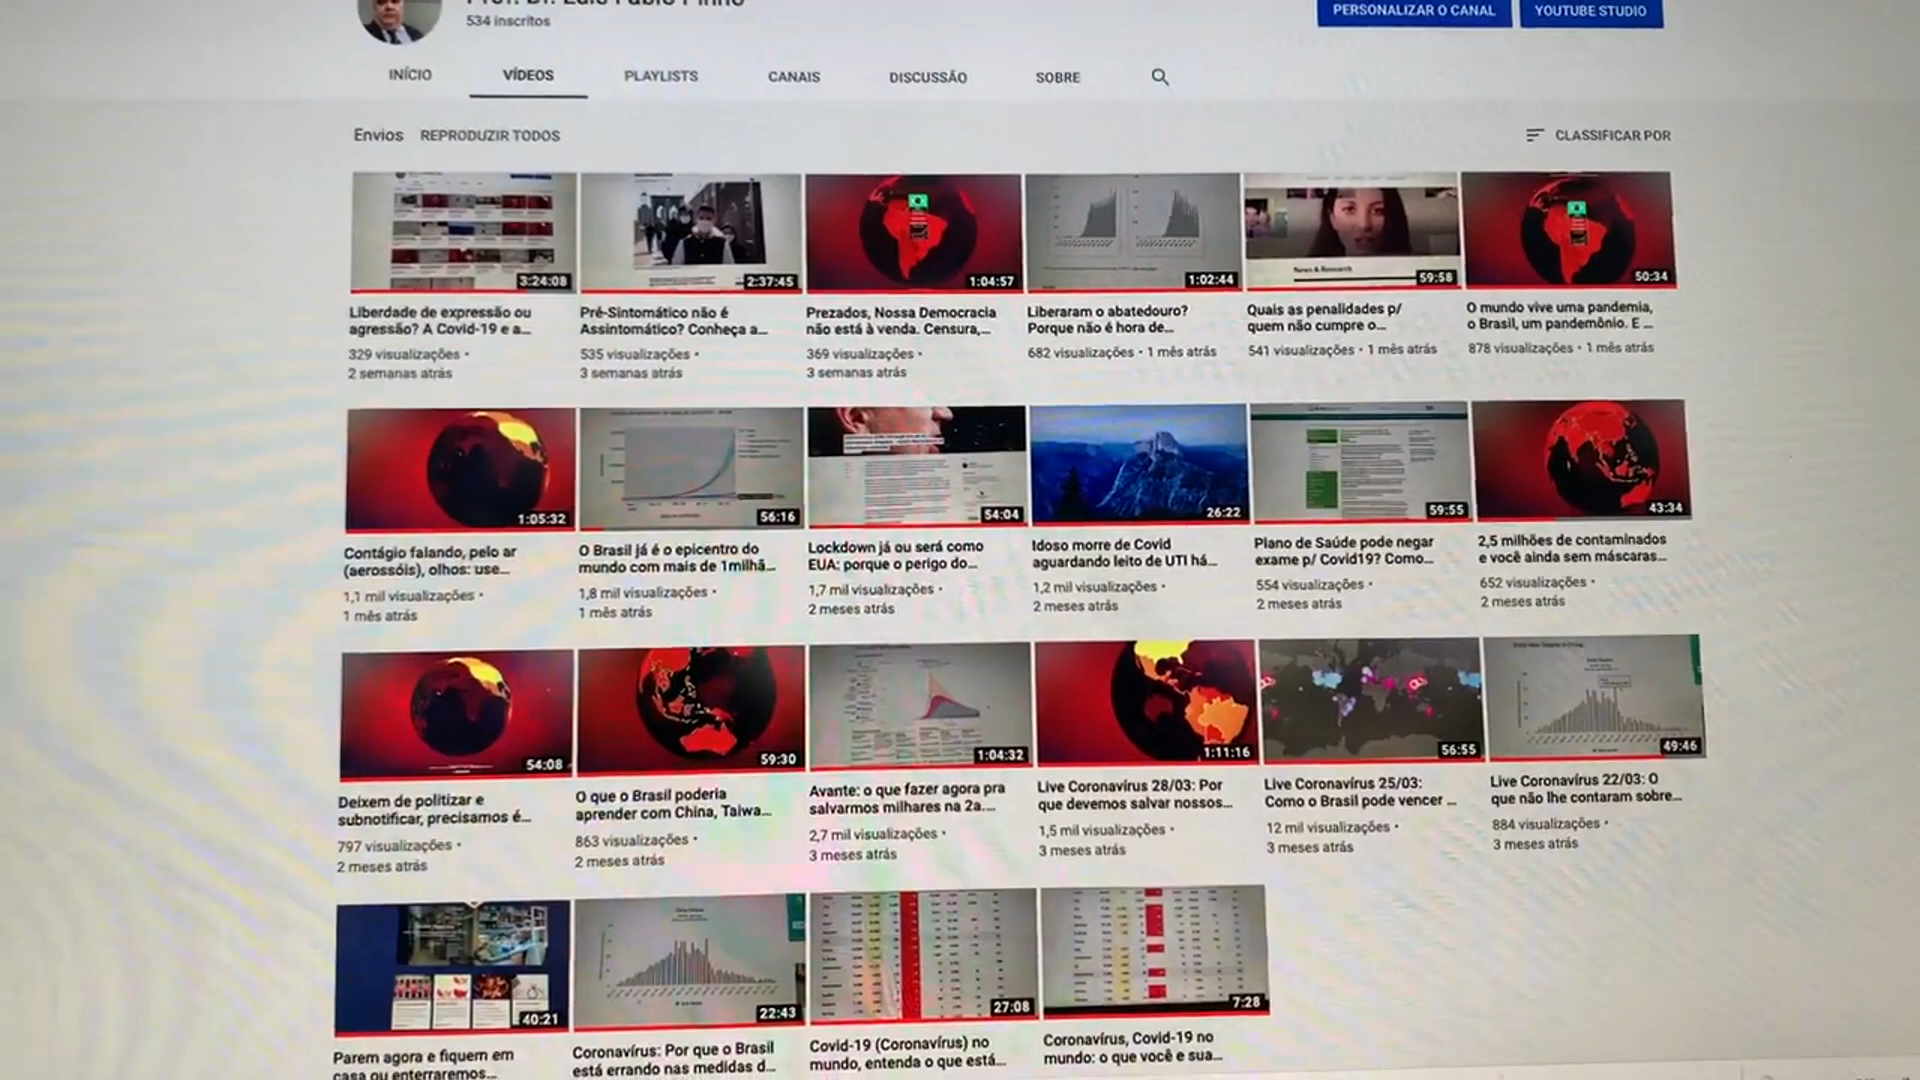 534 inscritos
PERSONALIZAR O CANAL
YOUTUBE STUDIO
INÍCIO
VÍDEOS
PLAYLISTS
CANAIS
DISCUSSÃO
SOBRE
Envios
REPRODUZIR TODOS
CLASSIFICAR POR
3:24:08
2:37:45
1:04:57
1:02:44
News & Research
59:58
50:34
Liberdade de expressão ou
agressão? A Covid-19 e a...
329 visualizações •
2 semanas atrás
Pré-Sintomático não é
Assintomático? Conheça a...
535 visualizações •
3 semanas atrás
Prezados, Nossa Democracia
não está à venda. Censura,...
369 visualizações •
3 semanas atrás
Liberaram o abatedouro?
Porque não é hora de...
682 visualizações • 1 mês atrás
Quais as penalidades p/
quem não cumpre o...
541 visualizações • 1 mês atrás
O mundo vive uma pandemia,
o Brasil, um pandemônio. E ...
878 visualizações • 1 mês atrás
1:05:32
56:16
54:04
26:22
59:55
43:34
Contágio falando, pelo ar
(aerossóis), olhos: use...
1,1 mil visualizações •
1 mês atrás
O Brasil já é o epicentro do
mundo com mais de 1milhã...
1,8 mil visualizações •
1 mês atrás
Lockdown já ou será como
EUA: porque o perigo do...
1,7 mil visualizações •
2 meses atrás
Idoso morre de Covid
aguardando leito de UTI há...
1,2 mil visualizações •
2 meses atrás
Plano de Saúde pode negar
exame p/ Covid19? Como...
554 visualizações •
2 meses atrás
2,5 milhões de contaminados
e você ainda sem máscaras...
652 visualizações •
2 meses atrás
54:08
59:30
1:04:32
1:11:16
56:55
49:46
Deixem de politizar e
subnotificar, precisamos é...
797 visualizações •
2 meses atrás
O que o Brasil poderia
aprender com China, Taiwa...
863 visualizações •
2 meses atrás
Avante: o que fazer agora pra
salvarmos milhares na 2a....
2,7 mil visualizações •
3 meses atrás
Live Coronavírus 28/03: Por
que devemos salvar nossos...
1,5 mil visualizações •
3 meses atrás
Live Coronavírus 25/03:
Como o Brasil pode vencer ...
12 mil visualizações •
3 meses atrás
Live Coronavírus 22/03: O
que não lhe contaram sobre...
884 visualizações •
3 meses atrás
40:21
22:43
27:08
7:28
Parem agora e fiquem em
casa ou enterraremos...
Coronavírus: Por que o Brasil
está errando nas medidas d...
Covid-19 (Coronavírus) no
mundo, entenda o que está...
Coronavírus, Covid-19 no
mundo: o que você e sua...